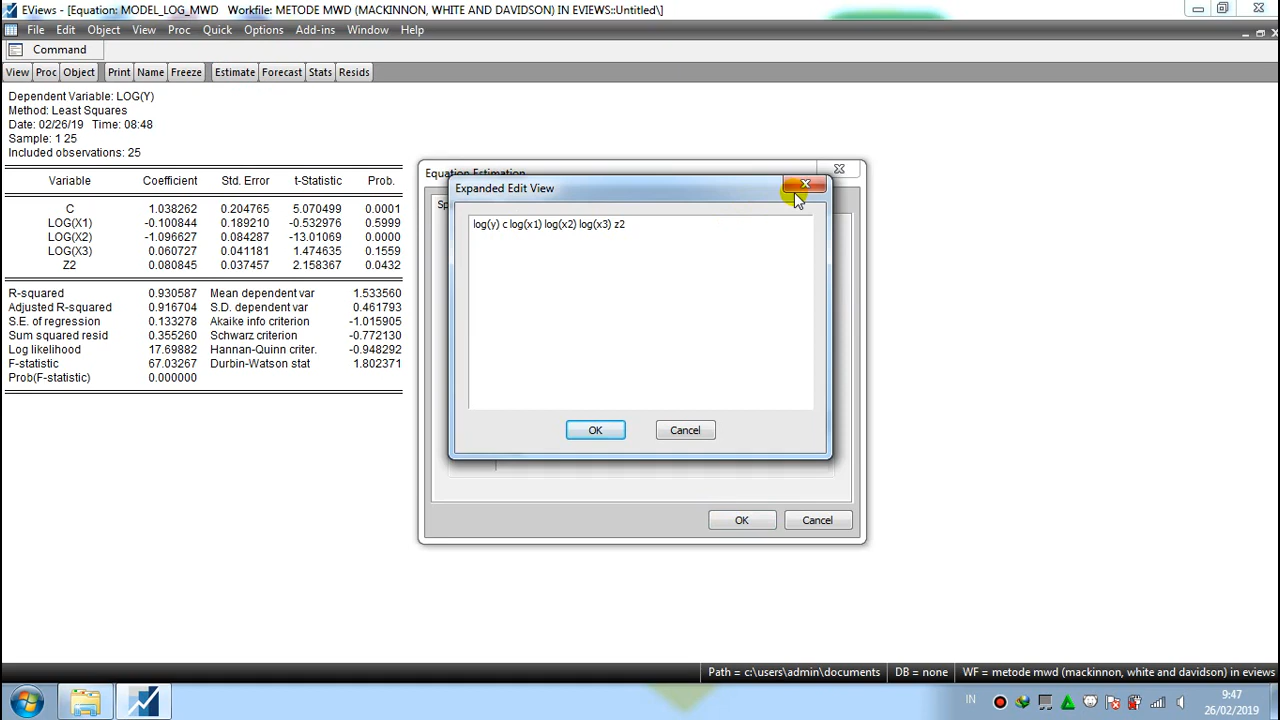 EViews - [Equation: MODEL_LOG_MWD   Workfile: METODE MWD (MACKINNON, WHITE AND DAVIDSON) IN EVIEWS::Untitled\]
File Edit Object View Proc Quick Options Add-ins Window Help
Command
View Proc Object Print Name Freeze Estimate Forecast Stats Resids
Dependent Variable: LOG(Y)
Method: Least Squares
Date: 02/26/19 Time: 08:48
Sample: 1 25
Included observations: 25
Variable Coefficient Std. Error t-Statistic Prob.
C 1.038262 0.204765 5.070499 0.0001
LOG(X1) -0.100844 0.189210 -0.532976 0.5999
LOG(X2) -1.096627 0.084287 -13.01069 0.0000
LOG(X3) 0.060727 0.041181 1.474635 0.1559
Z2 0.080845 0.037457 2.158367 0.0432
R-squared 0.930587 Mean dependent var 1.533560
Adjusted R-squared 0.916704 S.D. dependent var 0.461793
S.E. of regression 0.133278 Akaike info criterion -1.015905
Sum squared resid 0.355260 Schwarz criterion -0.772130
Log likelihood 17.69882 Hannan-Quinn criter. -0.948292
F-statistic 67.03267 Durbin-Watson stat 1.802371
Prob(F-statistic) 0.000000
Equation Estimation
Expanded Edit View
log(y) c log(x1) log(x2) log(x3) z2
OK Cancel
OK Cancel
Path = c:\users\admin\documents DB = none WF = metode mwd (mackinnon, white and davidson) in eviews
IN
9:47
26/02/2019